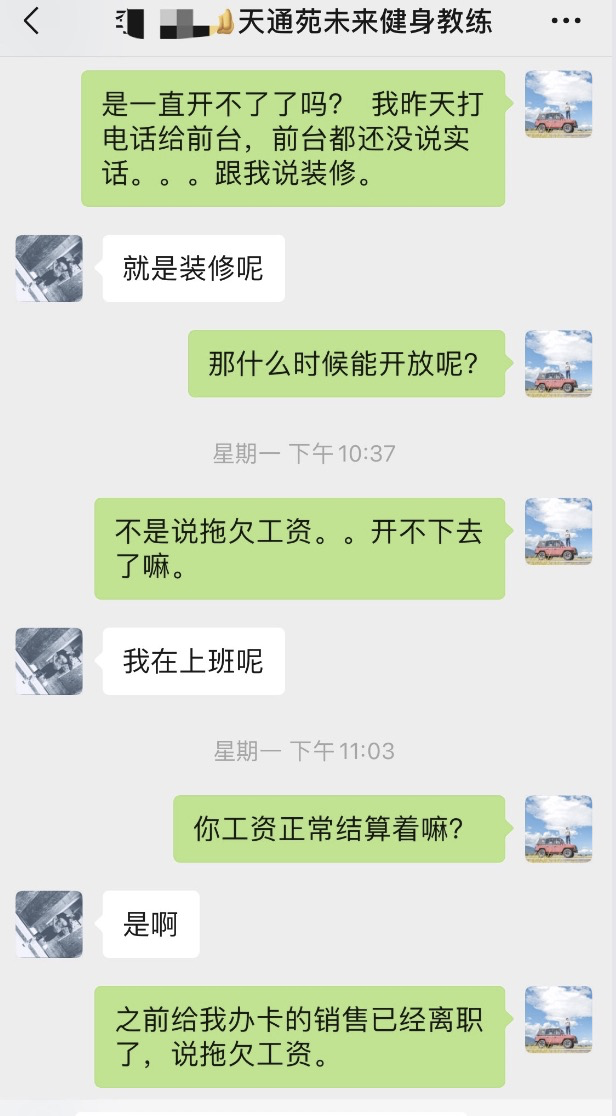 天通苑未来健身教练
是一直开不了了吗？ 我昨天打
电话给前台，前台都还没说实
话。。。跟我说装修。
就是装修呢
那什么时候能开放呢？
星期一 下午10:37
不是说拖欠工资。。开不下去
了嘛。
我在上班呢
星期一 下午11:03
你工资正常结算着嘛？
是啊
之前给我办卡的销售已经离职
了，说拖欠工资。